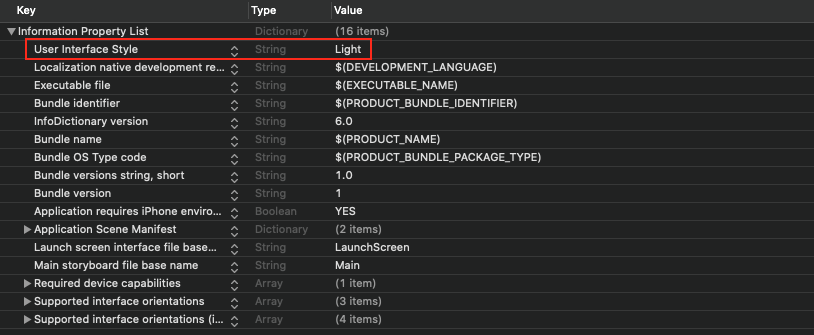 Key Type Value
Information Property List Dictionary (16 items)
User Interface Style String Light
Localization native development re... String $(DEVELOPMENT_LANGUAGE)
Executable file String $(EXECUTABLE_NAME)
Bundle identifier String $(PRODUCT_BUNDLE_IDENTIFIER)
InfoDictionary version String 6.0
Bundle name String $(PRODUCT_NAME)
Bundle OS Type code String $(PRODUCT_BUNDLE_PACKAGE_TYPE)
Bundle versions string, short String 1.0
Bundle version String 1
Application requires iPhone enviro... Boolean YES
Application Scene Manifest Dictionary (2 items)
Launch screen interface file base... String LaunchScreen
Main storyboard file base name String Main
Required device capabilities Array (1 item)
Supported interface orientations Array (3 items)
Supported interface orientations (i... Array (4 items)